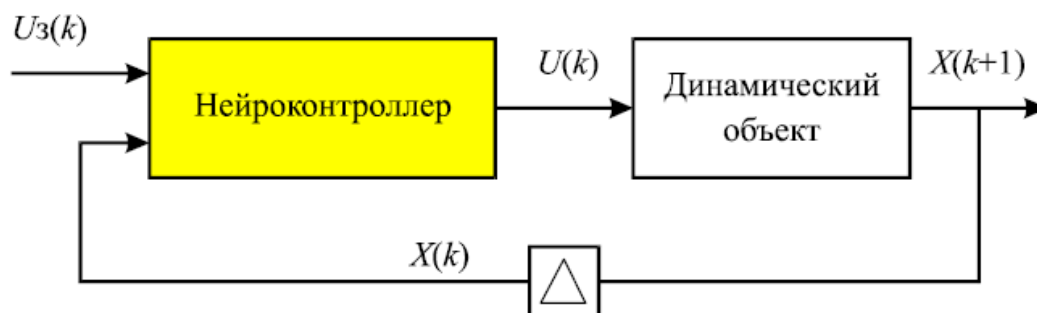 Uз(k)
Нейроконтроллер
U(k)
Динамический
объект
X(k+1)
X(k)
△